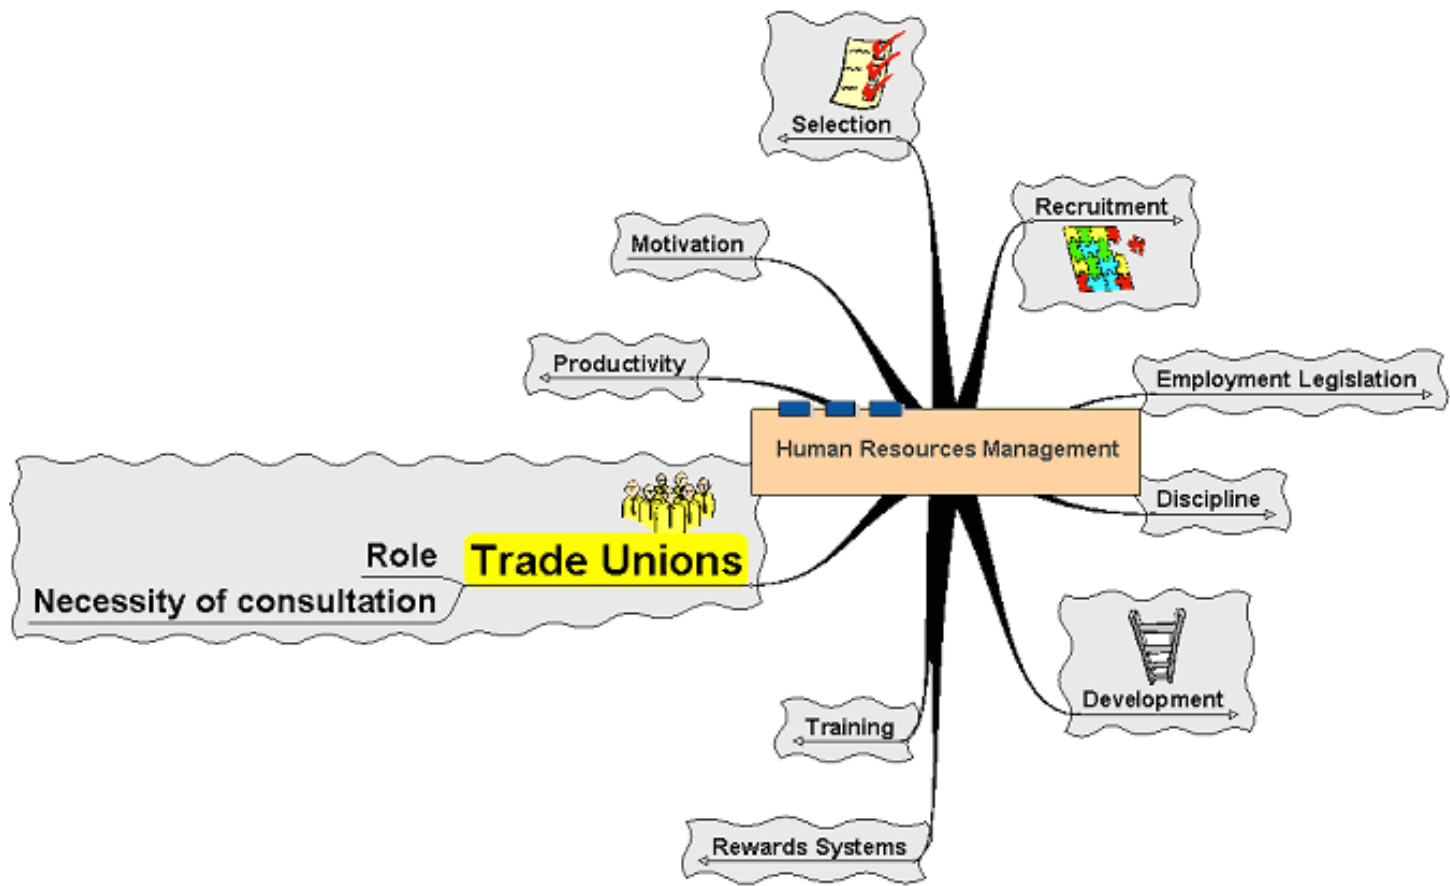 Selection
Recruitment
Motivation
Productivity
Employment Legislation
Human Resources Management
Discipline
Role
Trade Unions
Necessity of consultation
Development
Training
Rewards Systems